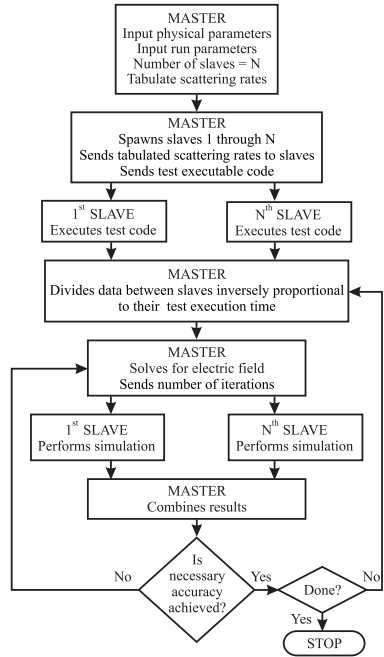 MASTER
Input physical parameters
Input run parameters
Number of slaves = N
Tabulate scattering rates
MASTER
Spawns slaves 1 through N
Sends tabulated scattering rates to slaves
Sends test executable code
1st SLAVE
Executes test code
Nth SLAVE
Executes test code
MASTER
Divides data between slaves inversely proportional
to their test execution time
MASTER
Solves for electric field
Sends number of iterations
1st SLAVE
Performs simulation
Nth SLAVE
Performs simulation
MASTER
Combines results
Is
necessary
accuracy
achieved?
No
Yes
Done?
No
Yes
STOP